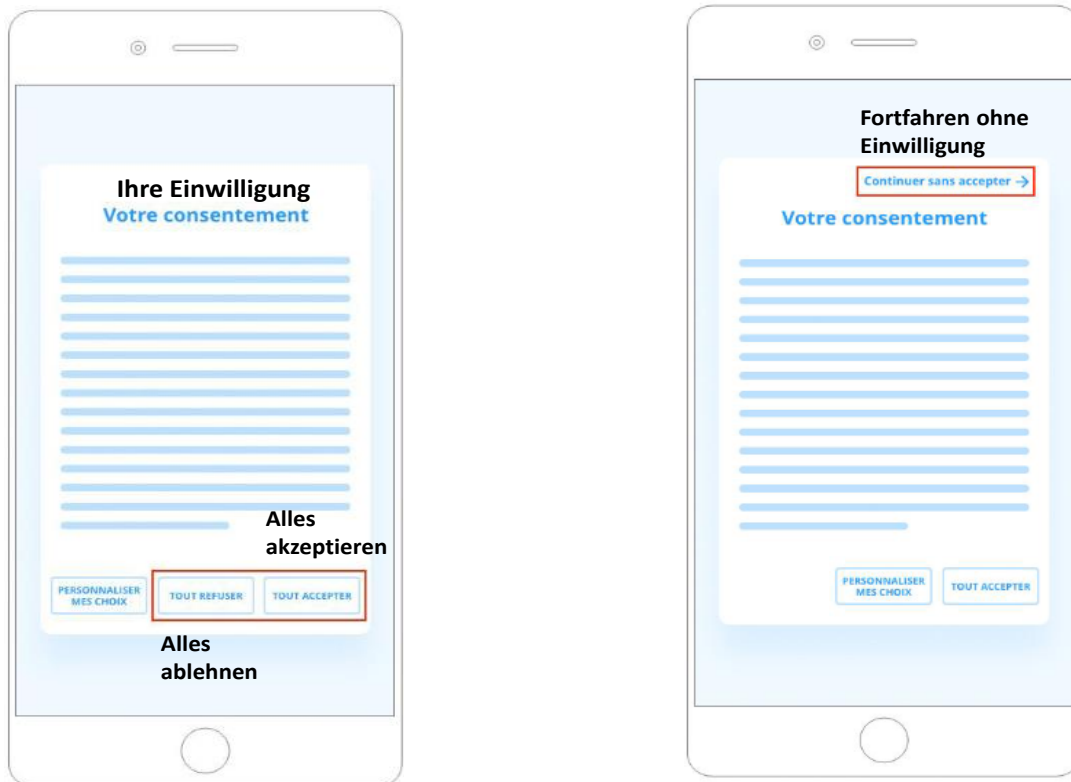 Ihre Einwilligung
Votre consentement
Alles
akzeptieren
PERSONNALISER
MES CHOIX
TOUT REFUSER
TOUT ACCEPTER
Alles
ablehnen
Fortfahren ohne
Einwilligung
Continuer sans accepter →
Votre consentement
PERSONNALISER
MES CHOIX
TOUT ACCEPTER